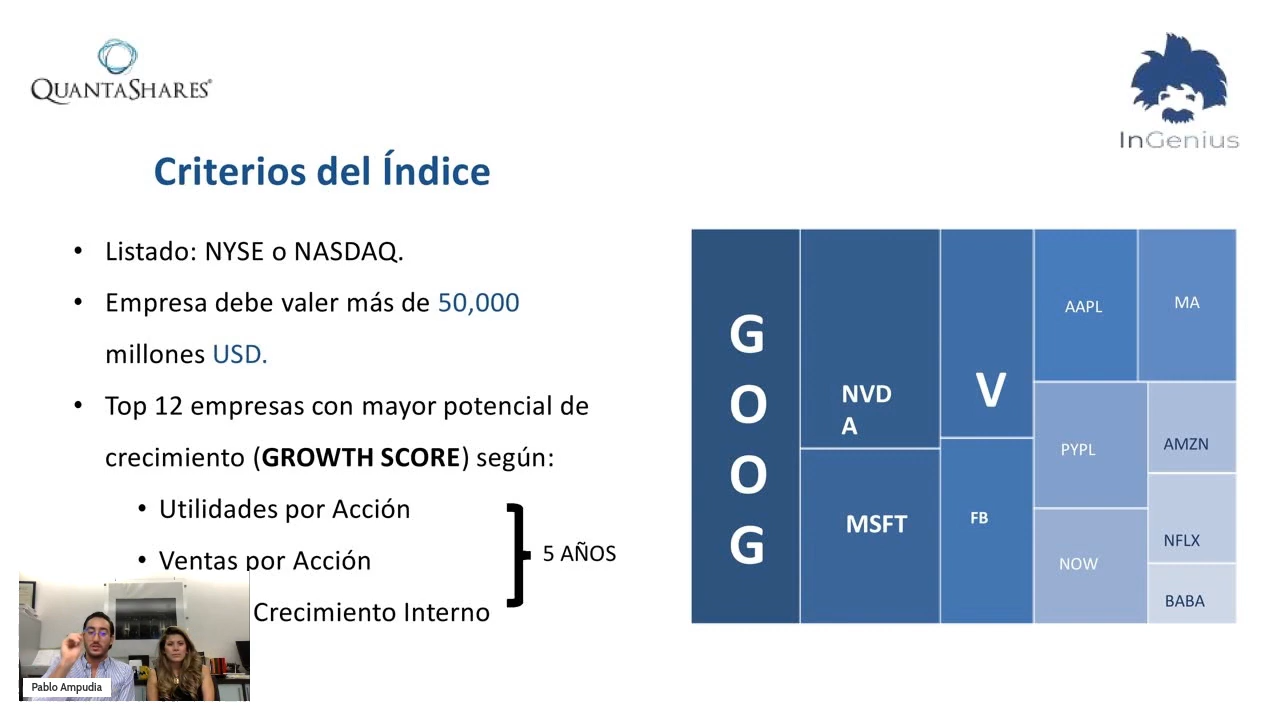 QUANTASHARES®
InGenius
Criterios del Índice
• Listado: NYSE o NASDAQ.
• Empresa debe valer más de 50,000
millones USD.
• Top 12 empresas con mayor potencial de
crecimiento (GROWTH SCORE) según:
• Utilidades por Acción
• Ventas por Acción
Crecimiento Interno
5 AÑOS
G
O
O
G
NVD
A
MSFT
V
FB
AAPL
MA
PYPL
AMZN
NOW
NFLX
BABA
Pablo Ampudia